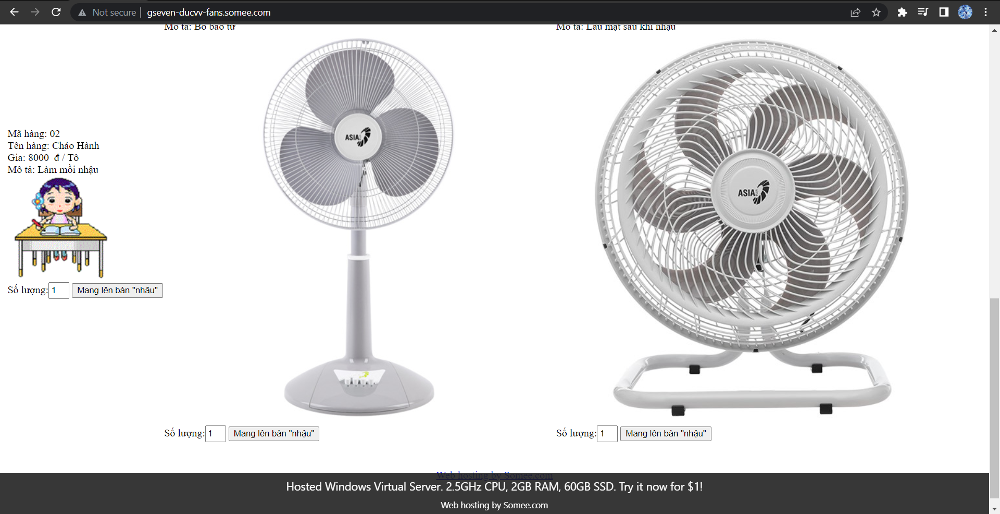 Not secure | gseven-ducvv-fans.somee.com
Mô tả: Bổ bao tử
Mô tả: Lau mặt sau khi nhậu
Mã hàng: 02
Tên hàng: Cháo Hành
Gia: 8000 đ / Tô
Mô tả: Làm mồi nhậu
Số lượng: 1 Mang lên bàn "nhậu"
ASIA
ASIA
Số lượng: 1 Mang lên bàn "nhậu"
Số lượng: 1 Mang lên bàn "nhậu"
Web hosting by Somee.com
Hosted Windows Virtual Server. 2.5GHz CPU, 2GB RAM, 60GB SSD. Try it now for $1!
Web hosting by Somee.com